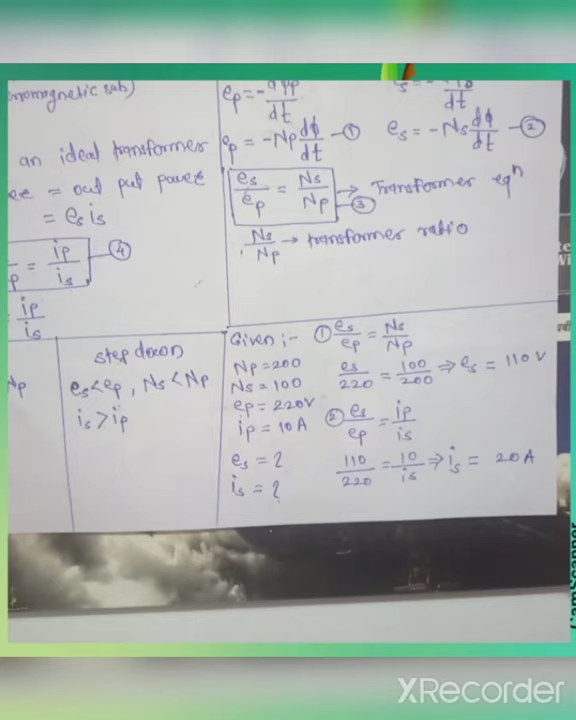 romagnetic sub)
an ideal transformer
= out put power
= es is
= ip/is — ④
= ip/is
ep = - dt
dt
ep = -Np dϕ/dt — ①
es = -Ns dϕ/dt — ②
es/ep = Ns/Np → Transformer eqn
③
Ns/Np → transformer ratio
Np
step down
es<ep, Ns<Np
is>ip
Given :-
Np=200
Ns=100
ep=220V
ip=10A
es=?
is=?
① es/ep = Ns/Np
es/220 = 100/200 ⇒ es = 110 V
② es/ep = ip/is
110/220 = 10/is ⇒ is = 20A
CamScanner
XRecorder